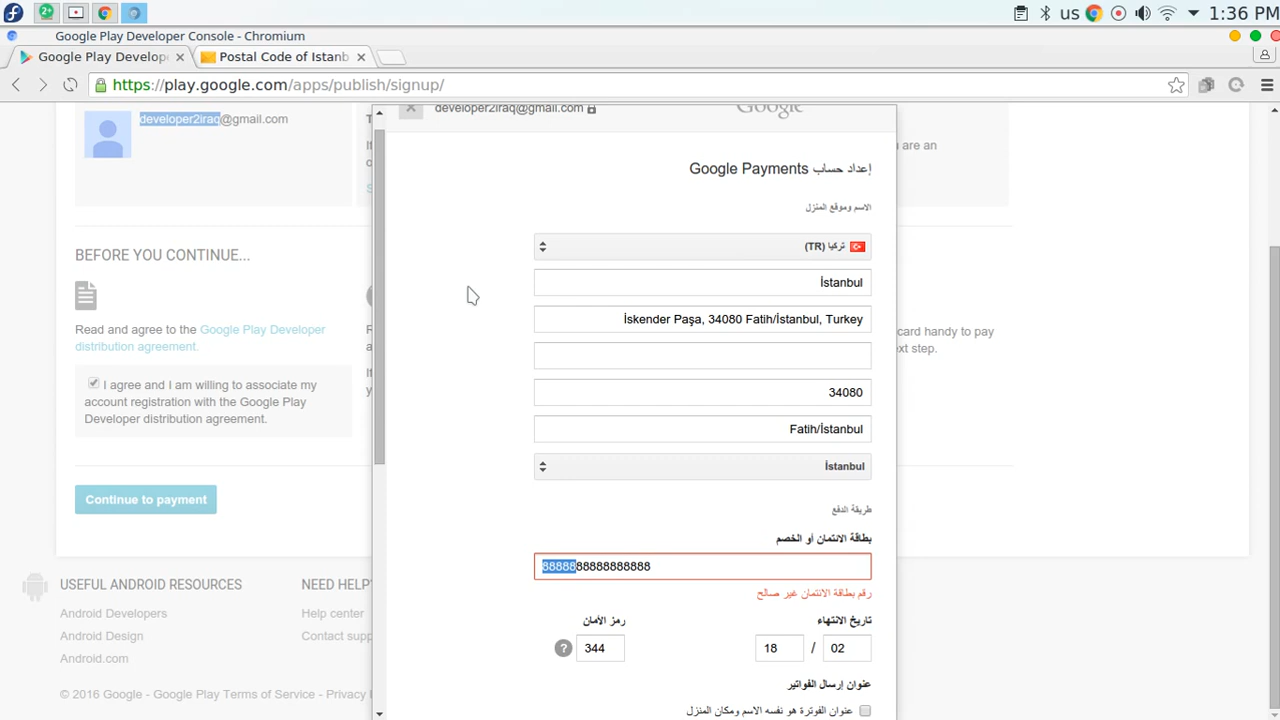 us
1:36 PM
Google Play Developer Console - Chromium
Google Play Develop
Postal Code of Istanb
https://play.google.com/apps/publish/signup/
developer2iraq@gmail.com
BEFORE YOU CONTINUE...
Read and agree to the Google Play Developer
distribution agreement.
I agree and I am willing to associate my
account registration with the Google Play
Developer distribution agreement.
Continue to payment
USEFUL ANDROID RESOURCES
Android Developers
Android Design
Android.com
NEED HELP
Help center
Contact supp
© 2016 Google - Google Play Terms of Service - Privacy
developer2iraq@gmail.com
Google
إعداد حساب Google Payments
الاسم وموقع المنزل
تركيا (TR)
İstanbul
İskender Paşa, 34080 Fatih/İstanbul, Turkey
34080
Fatih/İstanbul
İstanbul
طريقة الدفع
بطاقة الائتمان أو الخصم
8888888888888888
رقم بطاقة الائتمان غير صالح
تاريخ الانتهاء
رمز الأمان
02 / 18
344
?
عنوان إرسال الفواتير
عنوان الفوترة هو نفسه الاسم ومكان المنزل
u are an
card handy to pay
ext step.